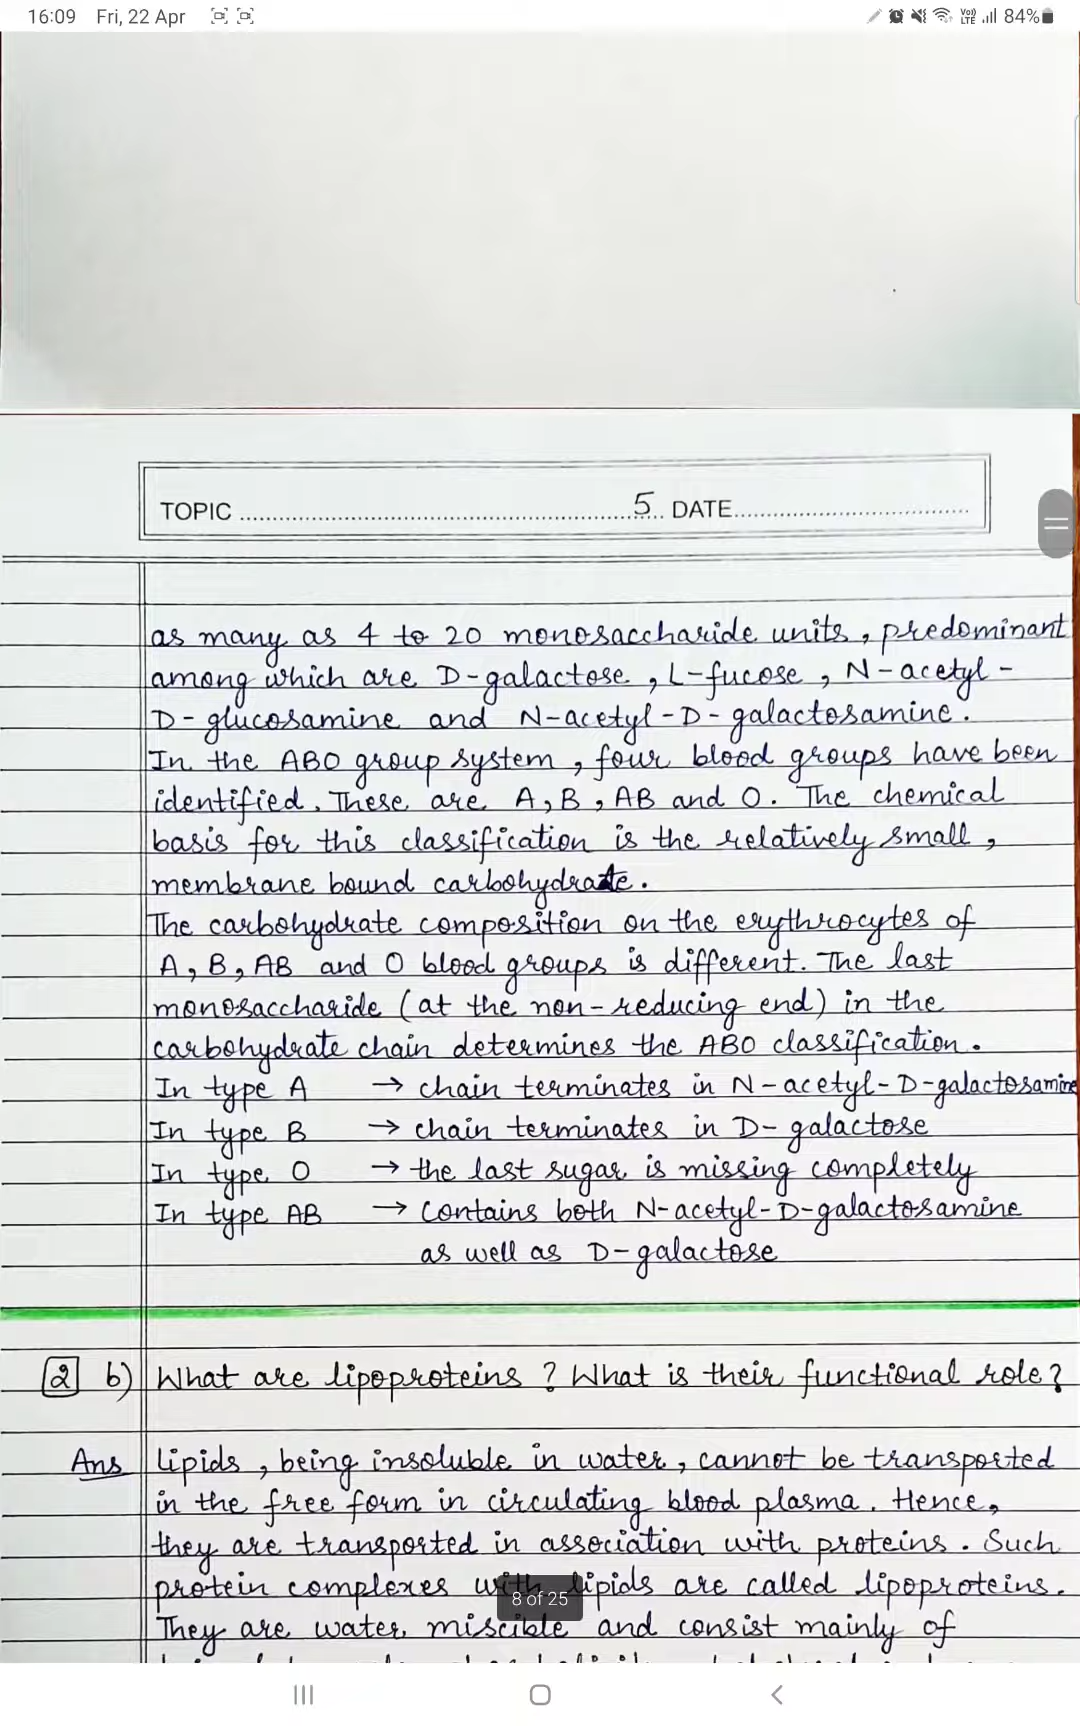 16:09 Fri, 22 Apr 84%
TOPIC 5 DATE
as many as 4 to 20 monosaccharide units, predominant
among which are D-galactose, L-fucose, N-acetyl-
D-glucosamine and N-acetyl-D-galactosamine.
In the ABO group system, four blood groups have been
identified. These are A, B, AB and O. The chemical
basis for this classification is the relatively small,
membrane bound carbohydrate.
The carbohydrate composition on the erythrocytes of
A, B, AB and O blood groups is different. The last
monosaccharide (at the non-reducing end) in the
carbohydrate chain determines the ABO classification.
In type A → chain terminates in N-acetyl-D-galactosamine
In type B → chain terminates in D-galactose
In type O → the last sugar is missing completely
In type AB → contains both N-acetyl-D-galactosamine
as well as D-galactose
2 b) What are lipoproteins? What is their functional role?
Ans Lipids, being insoluble in water, cannot be transported
in the free form in circulating blood plasma. Hence,
they are transported in association with proteins. Such
protein complexes with lipids are called lipoproteins.
8 of 25
They are water miscible and consist mainly of